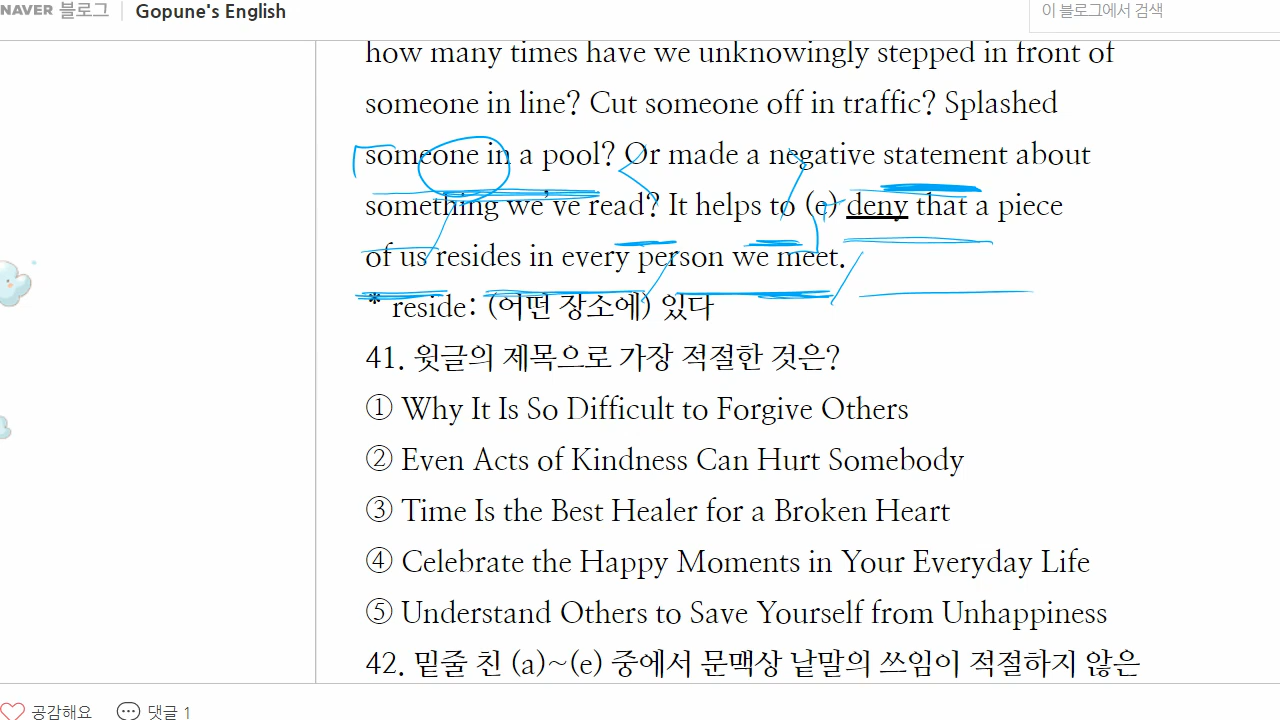 NAVER 블로그 Gopune's English 이 블로그에서 검색
how many times have we unknowingly stepped in front of
someone in line? Cut someone off in traffic? Splashed
someone in a pool? Or made a negative statement about
something we've read? It helps to (e) deny that a piece
of us resides in every person we meet.
* reside: (어떤 장소에) 있다
41. 윗글의 제목으로 가장 적절한 것은?
① Why It Is So Difficult to Forgive Others
② Even Acts of Kindness Can Hurt Somebody
③ Time Is the Best Healer for a Broken Heart
④ Celebrate the Happy Moments in Your Everyday Life
⑤ Understand Others to Save Yourself from Unhappiness
42. 밑줄 친 (a)~(e) 중에서 문맥상 낱말의 쓰임이 적절하지 않은
공감해요 댓글 1